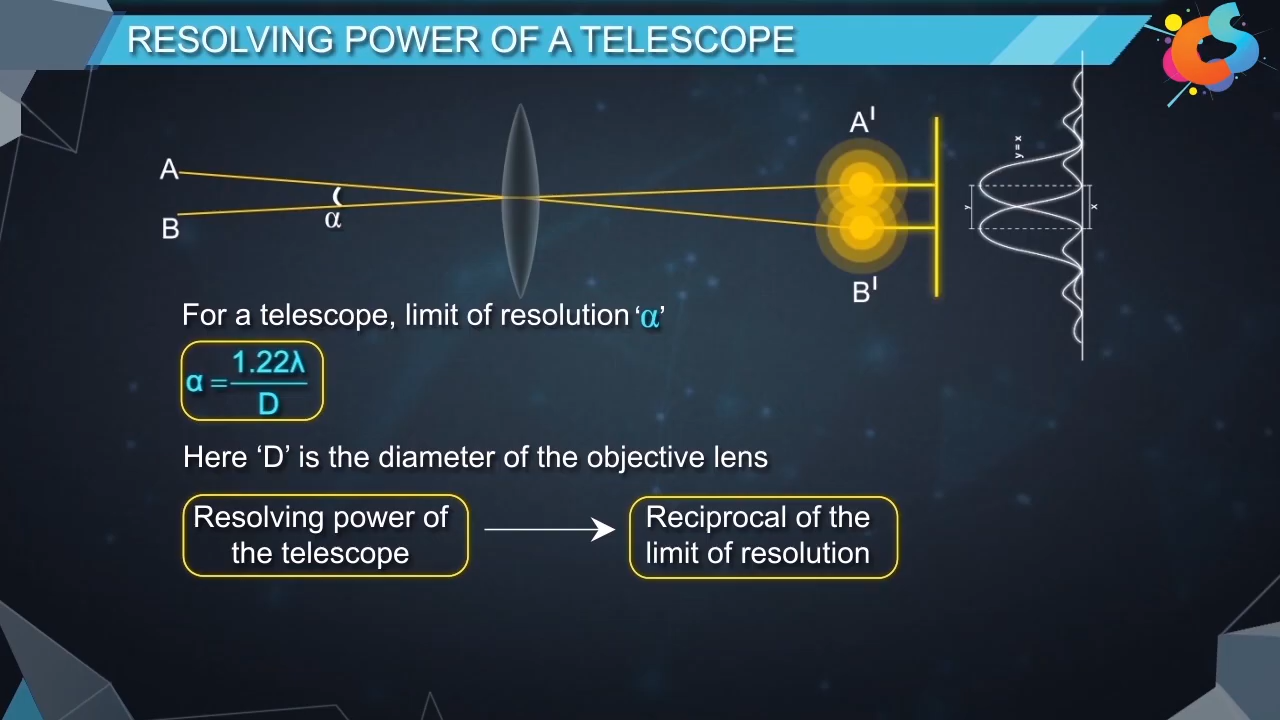 RESOLVING POWER OF A TELESCOPE
CS
A
B
α
A'
B'
y = x
y
x
For a telescope, limit of resolution ‘α’
α = 1.22λ
D
Here ‘D’ is the diameter of the objective lens
Resolving power of
the telescope
Reciprocal of the
limit of resolution